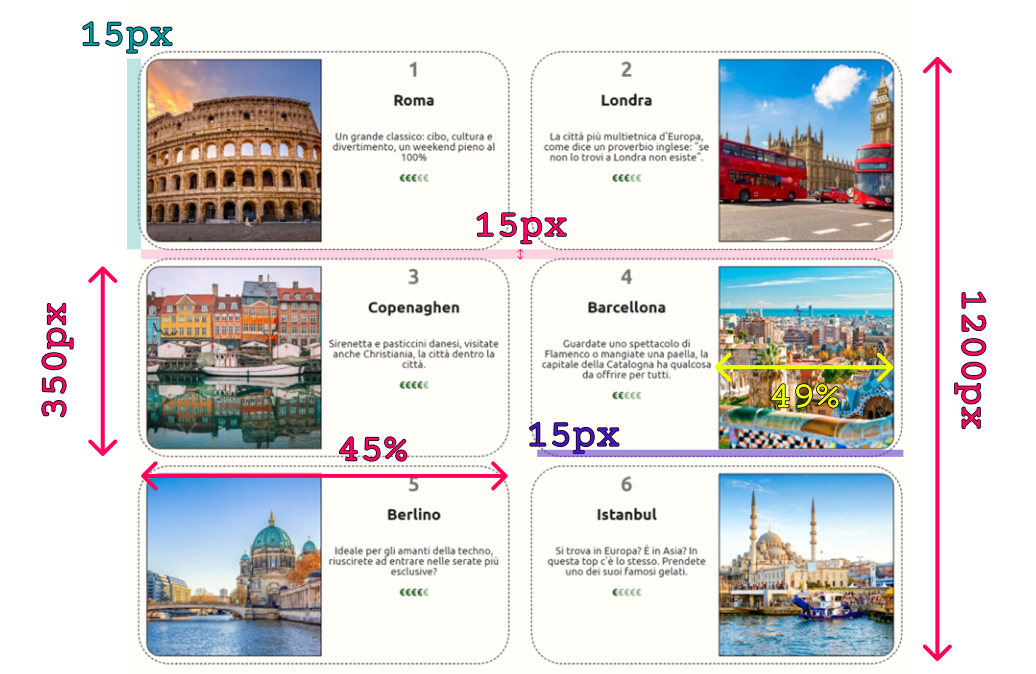 15px
1
Roma
Un grande classico: cibo, cultura e
divertimento, un weekend pieno al
100%
€€€€€
2
Londra
La città più multietnica d'Europa,
come dice un proverbio inglese: "se
non lo trovi a Londra non esiste".
€€€€€
15px
3
Copenaghen
Sirenetta e pasticcini danesi, visitate
anche Christiania, la città dentro la
città.
€€€€€
4
Barcellona
Guardate uno spettacolo di
Flamenco o mangiate una paella, la
capitale della Catalogna ha qualcosa
da offrire per tutti.
€€€€€
350px
1200px
49%
15px
45%
5
Berlino
Ideale per gli amanti della techno,
riuscirete ad entrare nelle serate più
esclusive?
€€€€€
6
Istanbul
Si trova in Europa? È in Asia? In
questa top c'è lo stesso. Prendete
uno dei suoi famosi gelati.
€€€€€